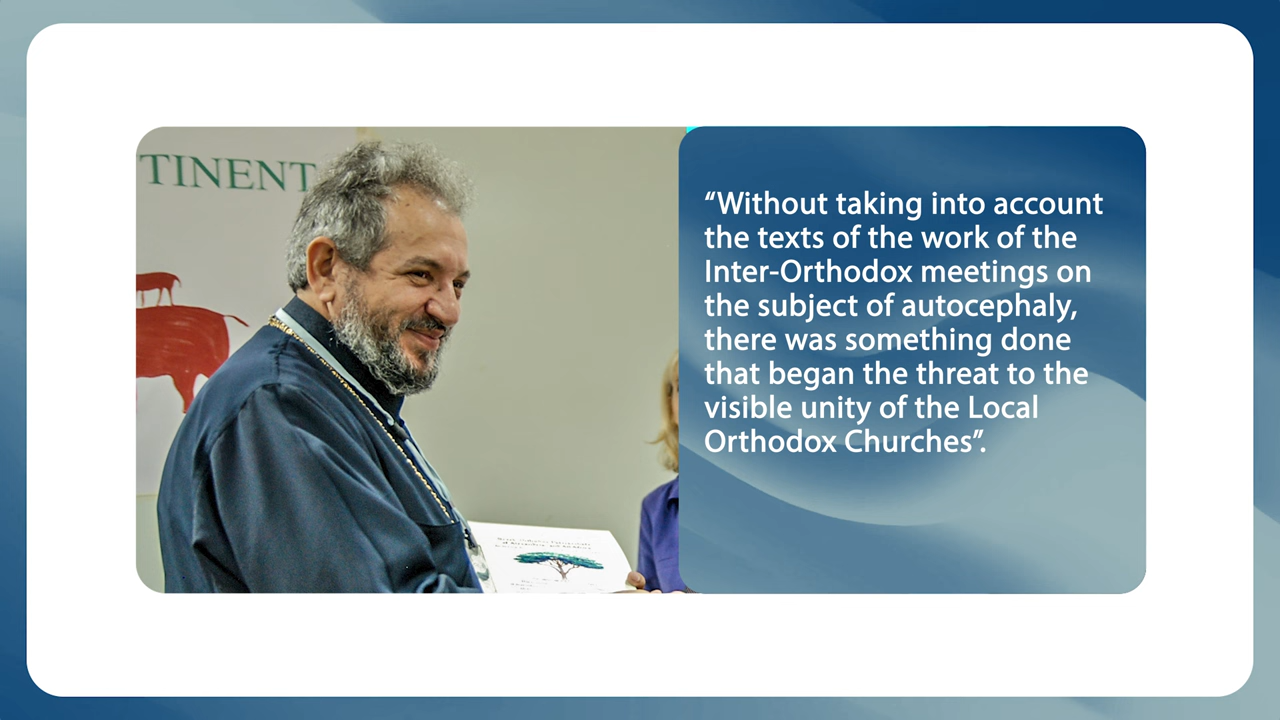 TINENT
“Without taking into account
the texts of the work of the
Inter-Orthodox meetings on
the subject of autocephaly,
there was something done
that began the threat to the
visible unity of the Local
Orthodox Churches”.